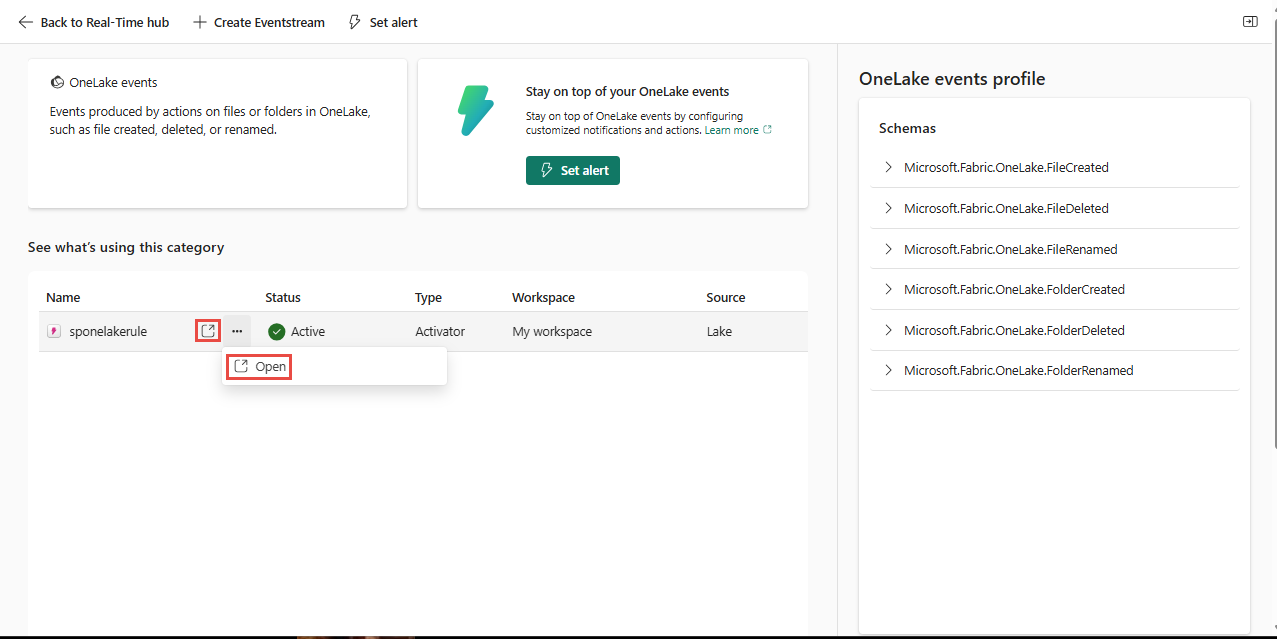 Back to Real-Time hub
Create Eventstream
Set alert
OneLake events
Events produced by actions on files or folders in OneLake,
such as file created, deleted, or renamed.
Stay on top of your OneLake events
Stay on top of OneLake events by configuring
customized notifications and actions. Learn more
Set alert
See what's using this category
Name Status Type Workspace Source
sponelakerule Active Activator My workspace Lake
Open
OneLake events profile
Schemas
Microsoft.Fabric.OneLake.FileCreated
Microsoft.Fabric.OneLake.FileDeleted
Microsoft.Fabric.OneLake.FileRenamed
Microsoft.Fabric.OneLake.FolderCreated
Microsoft.Fabric.OneLake.FolderDeleted
Microsoft.Fabric.OneLake.FolderRenamed